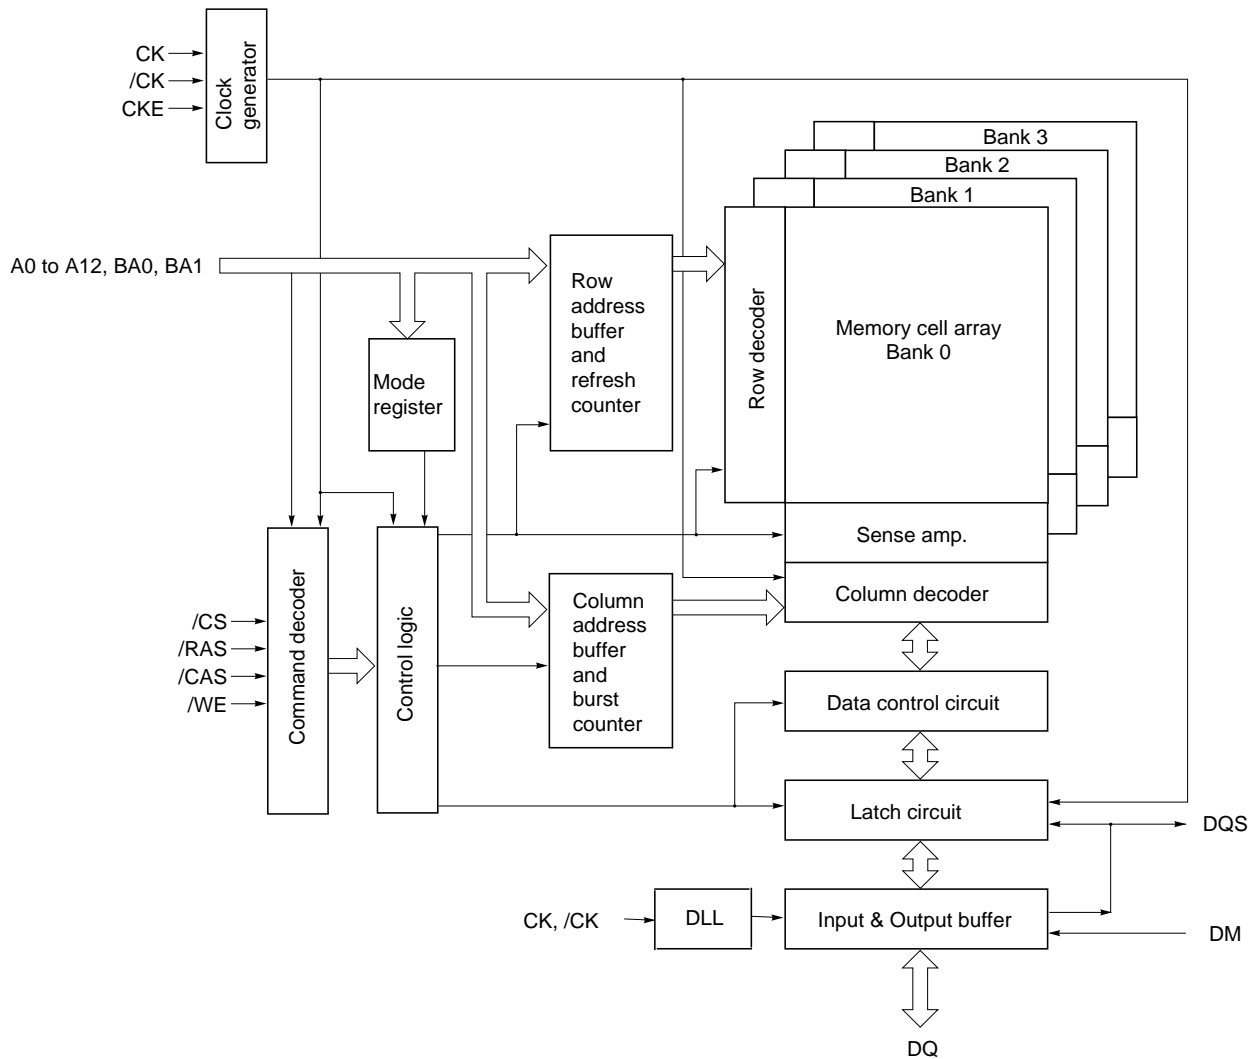 CK
/CK
CKE
Clock
generator
Bank 3
Bank 2
Bank 1
A0 to A12, BA0, BA1
Row
address
buffer
and
refresh
counter
Row decoder
Memory cell array
Bank 0
Mode
register
Sense amp.
Column decoder
Command decoder
/CS
/RAS
/CAS
/WE
Control logic
Column
address
buffer
and
burst
counter
Data control circuit
Latch circuit
DQS
CK, /CK
DLL
Input & Output buffer
DM
DQ